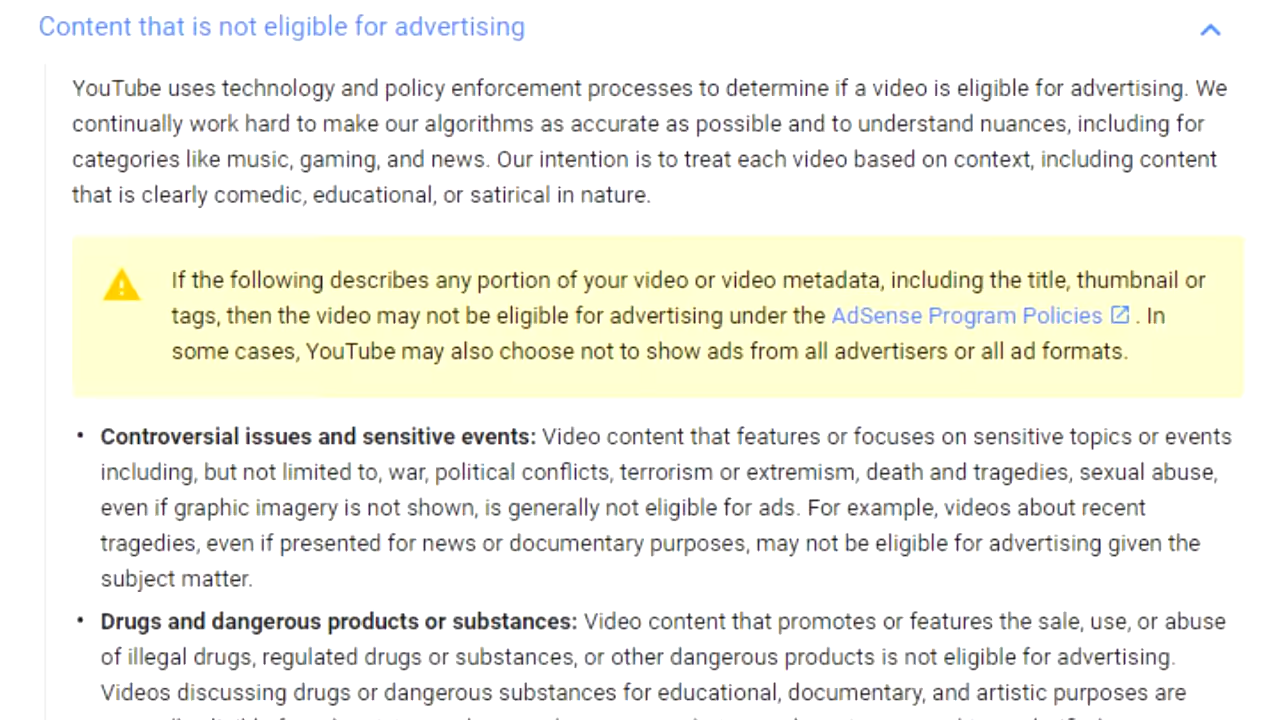 Content that is not eligible for advertising
YouTube uses technology and policy enforcement processes to determine if a video is eligible for advertising. We
continually work hard to make our algorithms as accurate as possible and to understand nuances, including for
categories like music, gaming, and news. Our intention is to treat each video based on context, including content
that is clearly comedic, educational, or satirical in nature.
If the following describes any portion of your video or video metadata, including the title, thumbnail or
tags, then the video may not be eligible for advertising under the AdSense Program Policies . In
some cases, YouTube may also choose not to show ads from all advertisers or all ad formats.
• Controversial issues and sensitive events: Video content that features or focuses on sensitive topics or events
including, but not limited to, war, political conflicts, terrorism or extremism, death and tragedies, sexual abuse,
even if graphic imagery is not shown, is generally not eligible for ads. For example, videos about recent
tragedies, even if presented for news or documentary purposes, may not be eligible for advertising given the
subject matter.
• Drugs and dangerous products or substances: Video content that promotes or features the sale, use, or abuse
of illegal drugs, regulated drugs or substances, or other dangerous products is not eligible for advertising.
Videos discussing drugs or dangerous substances for educational, documentary, and artistic purposes are